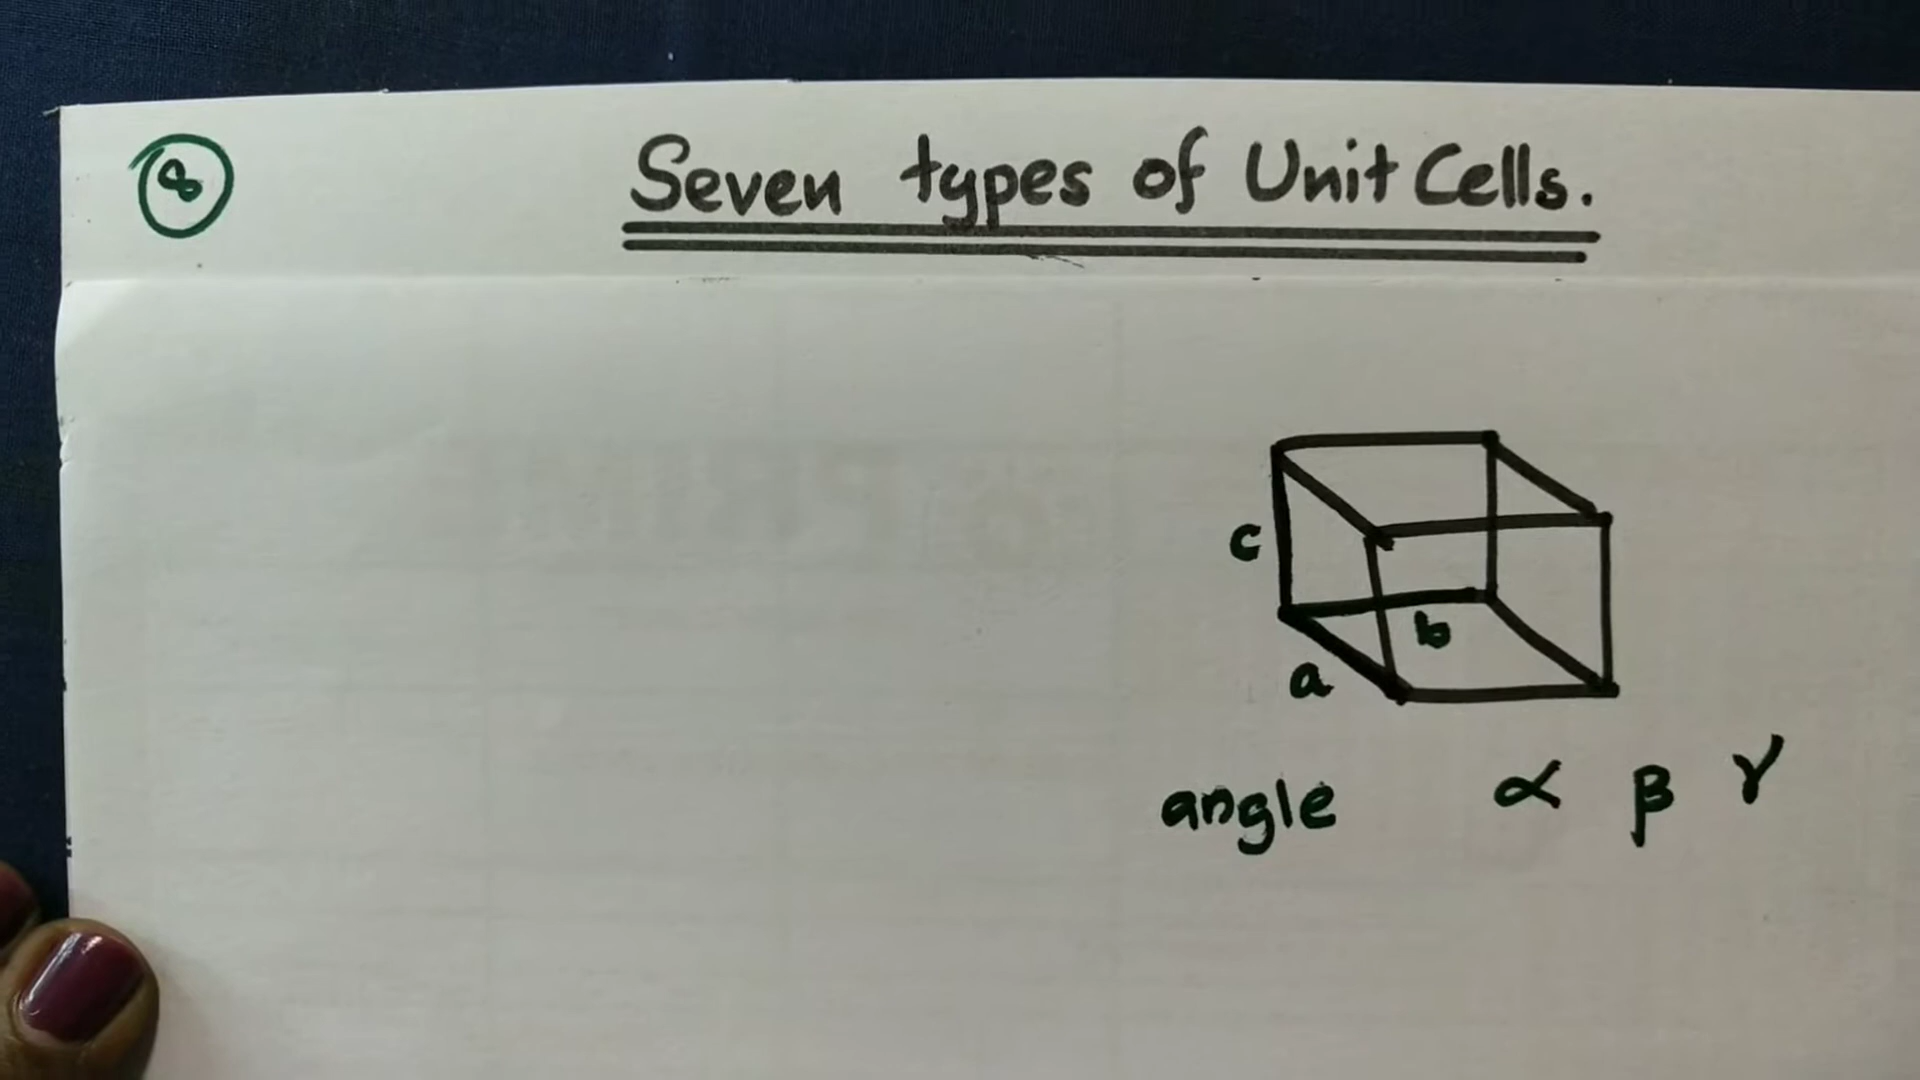 8
Seven types of Unit Cells.
c
b
a
angle α β γ